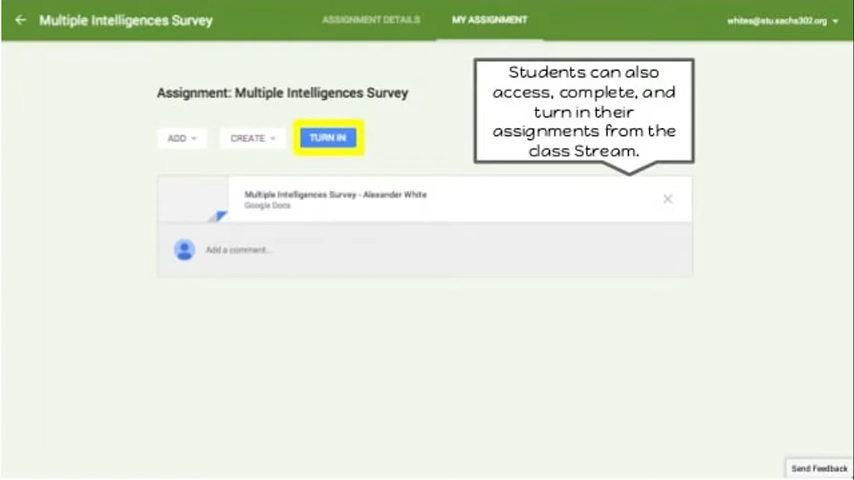 Multiple Intelligences Survey
ASSIGNMENT DETAILS
MY ASSIGNMENT
whites@stu.sachs302.org
Students can also
access, complete, and
turn in their
assignments from the
class Stream.
Assignment: Multiple Intelligences Survey
ADD
CREATE
TURN IN
Multiple Intelligences Survey - Alexander White
Google Docs
Add a comment...
Send Feedback